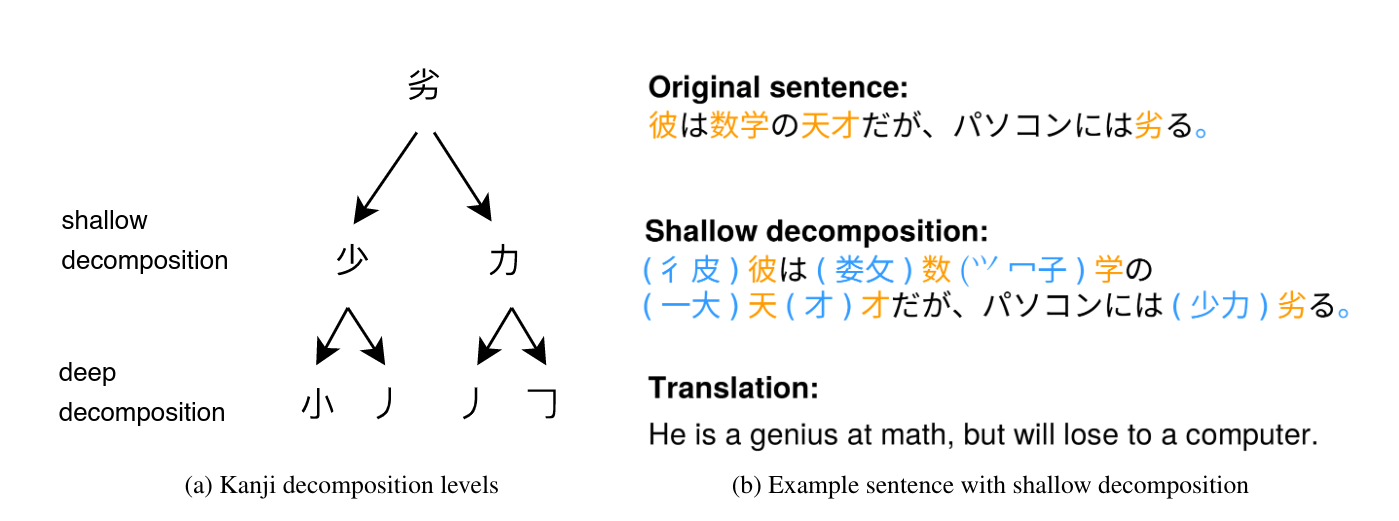 劣
shallow
decomposition
少 力
deep
decomposition
小 丿 丿 𠃌
(a) Kanji decomposition levels
Original sentence:
彼は数学の天才だが、パソコンには劣る。
Shallow decomposition:
( 彳 皮 ) 彼は ( 娄攵 ) 数 (⺍ 冖子 ) 学の
( 一大 ) 天 ( 才 ) 才だが、パソコンには ( 少力 ) 劣る。
Translation:
He is a genius at math, but will lose to a computer.
(b) Example sentence with shallow decomposition